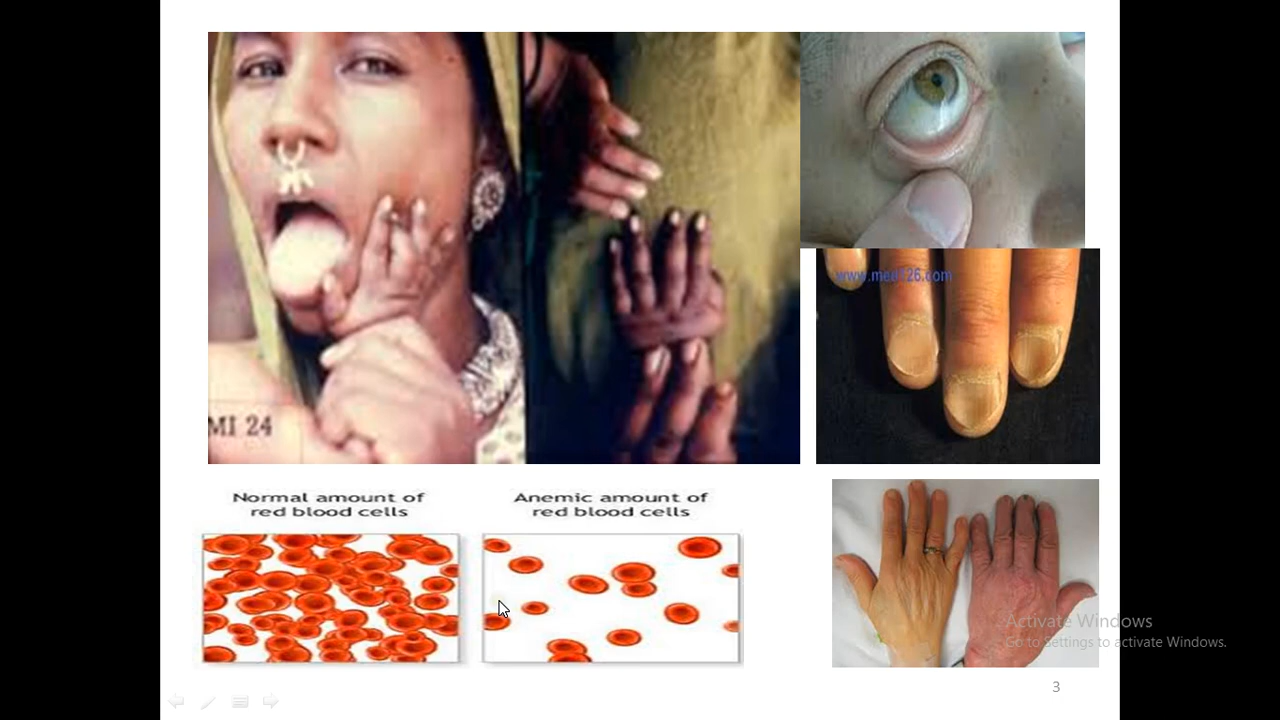 www.med126.com
MI 24
Normal amount of
red blood cells
Anemic amount of
red blood cells
Activate Windows
Go to Settings to activate Windows.
3